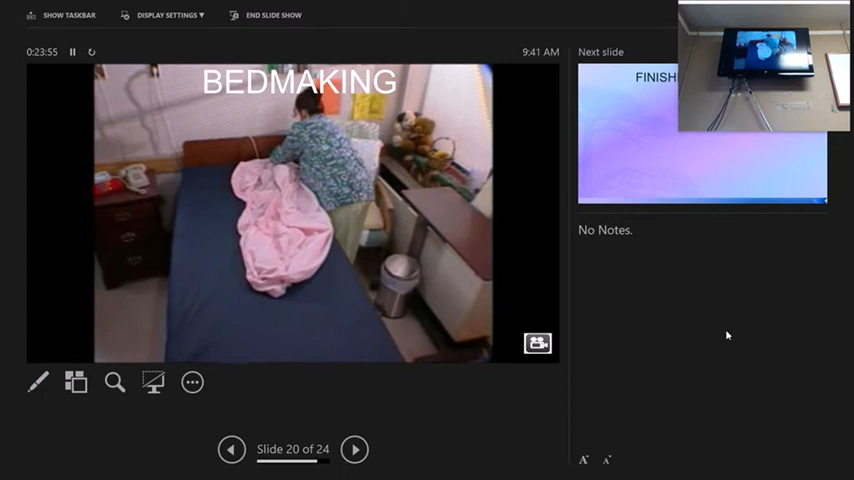 SHOW TASKBAR
DISPLAY SETTINGS ▼
END SLIDE SHOW
0:23:55
9:41 AM
Next slide
BEDMAKING
FINISH
No Notes.
Slide 20 of 24
A
A